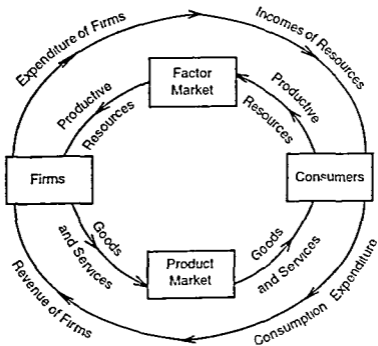 Expenditure of Firms
Incomes of Resources
Factor
Market
Productive
Resources
Productive
Resources
Firms
Consumers
Goods
and Services
Goods
and Services
Product
Market
Revenue of Firms
Consumption Expenditure